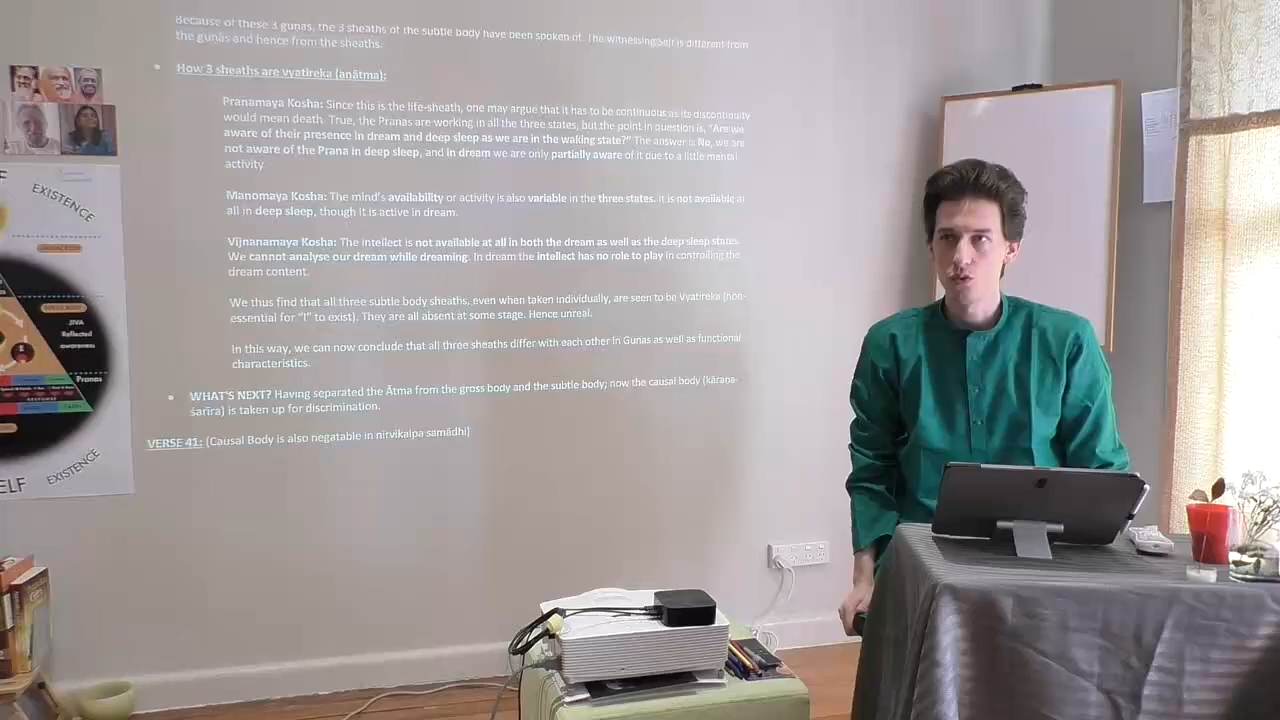 Because of these 3 gunas, the 3 sheaths of the subtle body have been spoken of. The witnessing Self is different from
the gunas and hence from the sheaths.
• How 3 sheaths are vyatireka (anātma):
Pranamaya Kosha: Since this is the life-sheath, one may argue that it has to be continuous as its discontinuity
would mean death. True, the Pranas are working in all the three states, but the point in question is, "Are we
aware of their presence in dream and deep sleep as we are in the waking state?" The answer is No, we are
not aware of the Prana in deep sleep, and in dream we are only partially aware of it due to a little mental
activity
Manomaya Kosha: The mind's availability or activity is also variable in the three states. It is not available at
all in deep sleep, though it is active in dream.
Vijnanamaya Kosha: The intellect is not available at all in both the dream as well as the deep sleep states.
We cannot analyse our dream while dreaming. In dream the intellect has no role to play in controlling the
dream content.
We thus find that all three subtle body sheaths, even when taken individually, are seen to be Vyatireka (non-
essential for "I" to exist). They are all absent at some stage. Hence unreal.
In this way, we can now conclude that all three sheaths differ with each other in Gunas as well as functional
characteristics.
• WHAT'S NEXT? Having separated the Ātma from the gross body and the subtle body; now the causal body (kāraṇa-
śarīra) is taken up for discrimination.
VERSE 41: (Causal Body is also negatable in nirvikalpa samādhi)
EXISTENCE
JIVA
Reflected
awareness
Pranas
EXISTENCE